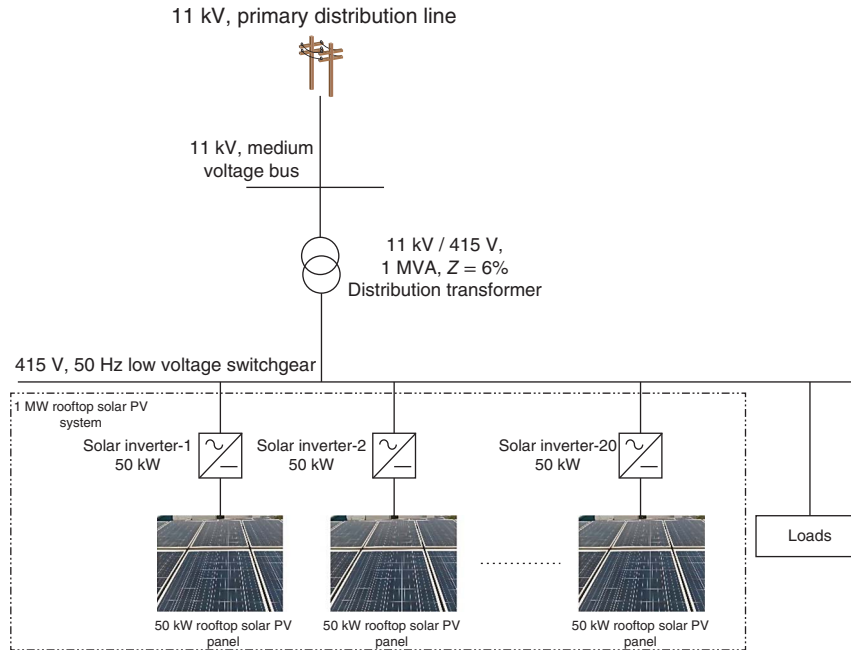 11 kV, primary distribution line
11 kV, medium
voltage bus
11 kV / 415 V,
1 MVA, Z = 6%
Distribution transformer
415 V, 50 Hz low voltage switchgear
1 MW rooftop solar PV
system
Solar inverter-1
50 kW
Solar inverter-2
50 kW
Solar inverter-20
50 kW
Loads
50 kW rooftop solar PV
panel
50 kW rooftop solar PV
panel
50 kW rooftop solar PV
panel